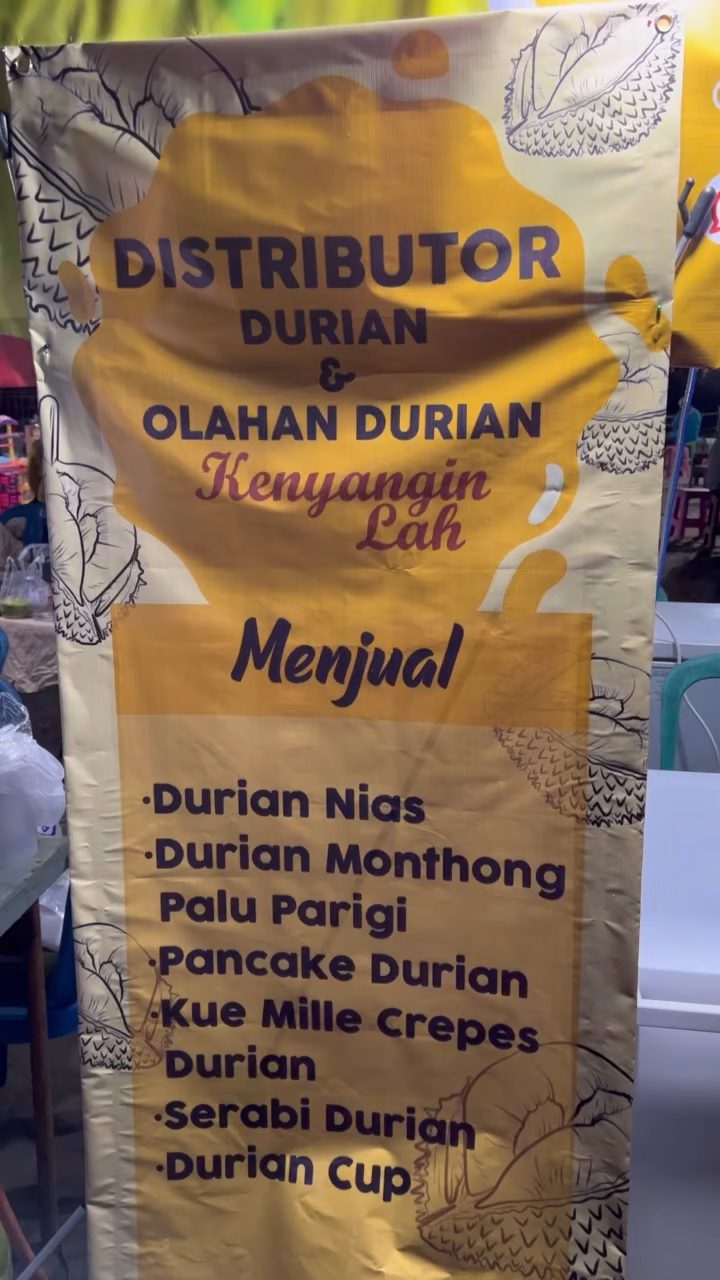 DISTRIBUTOR
DURIAN
&
OLAHAN DURIAN
Kenyangin
Lah
Menjual
·Durian Nias
·Durian Monthong
Palu Parigi
·Pancake Durian
·Kue Mille Crepes
Durian
·Serabi Durian
·Durian Cup